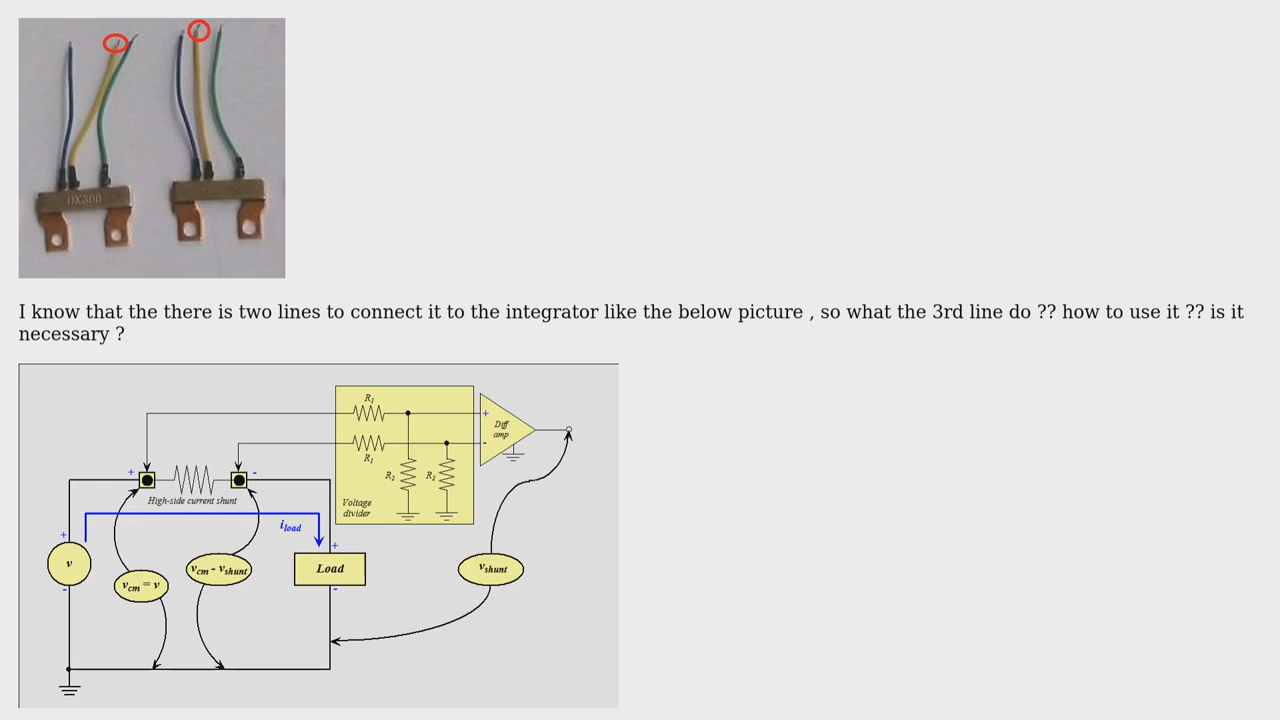 UX300
I know that the there is two lines to connect it to the integrator like the below picture , so what the 3rd line do ?? how to use it ?? is it
necessary ?
R1
Diff
amp
+
-
R1
R2
R2
Voltage
divider
+
-
High-side current shunt
iload
+
v
-
vcm = v
vcm - vshunt
+
Load
-
vshunt